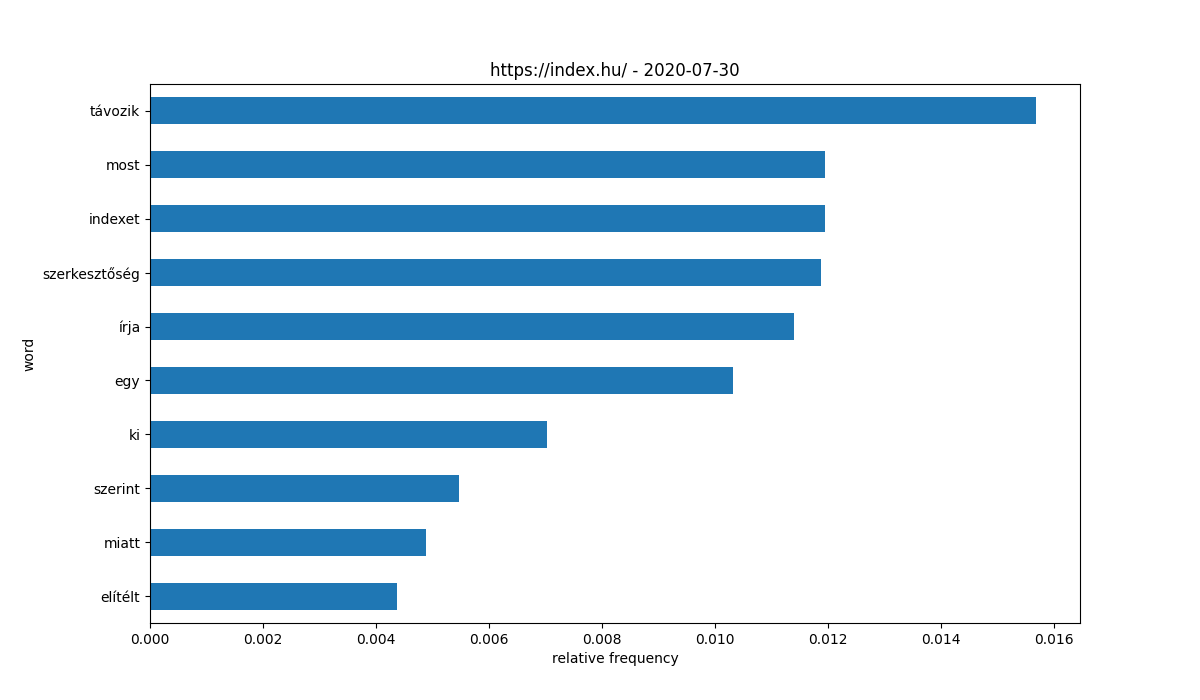 https://index.hu/ - 2020-07-30
távozik
most
indexet
szerkesztőség
írja
egy
ki
szerint
miatt
elítélt
word
0.000 0.002 0.004 0.006 0.008 0.010 0.012 0.014 0.016
relative frequency